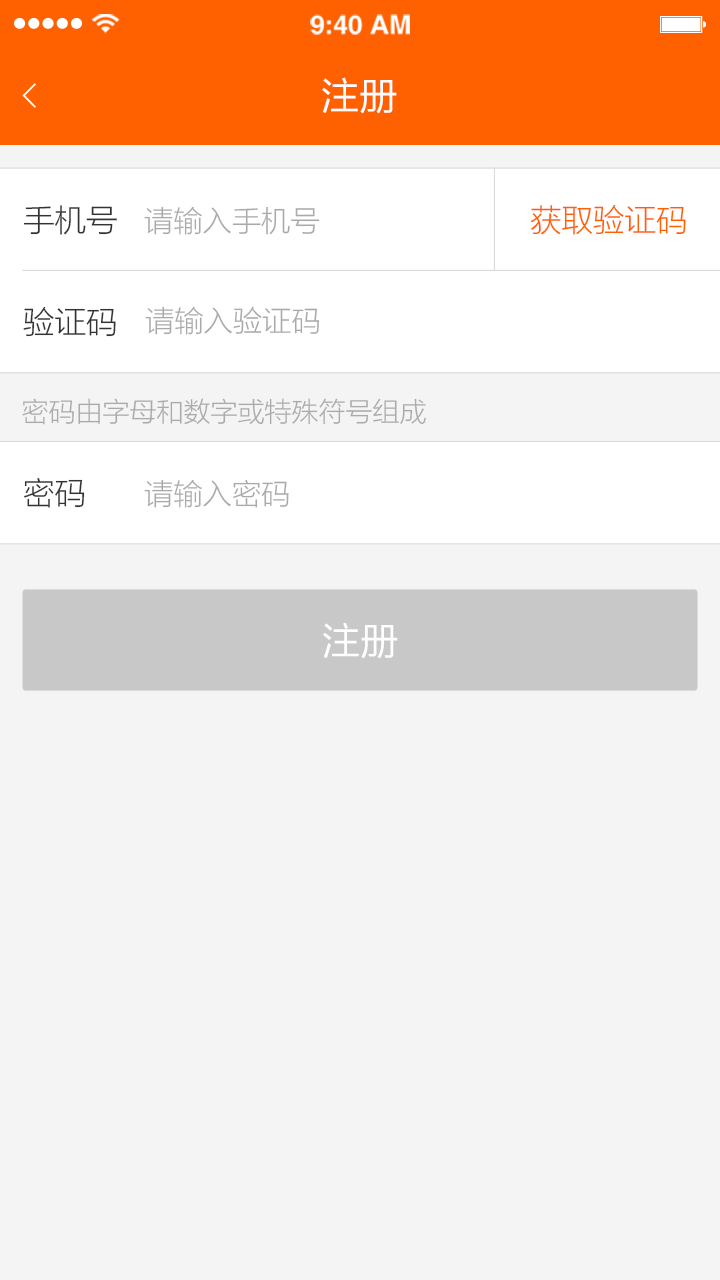 9:40 AM
注册
手机号 请输入手机号 获取验证码
验证码 请输入验证码
密码由字母和数字或特殊符号组成
密码 请输入密码
注册